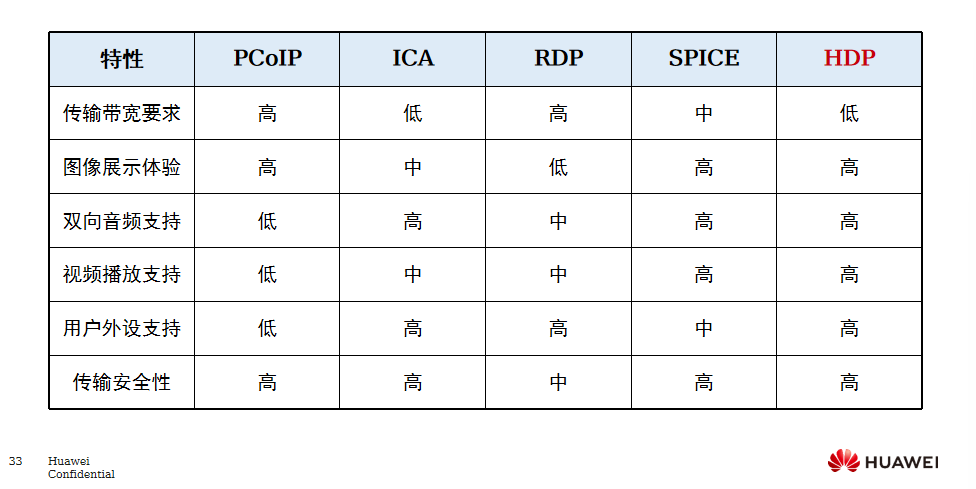 特性 PCoIP ICA RDP SPICE HDP
传输带宽要求 高 低 高 中 低
图像展示体验 高 中 低 高 高
双向音频支持 低 高 中 高 高
视频播放支持 低 中 中 高 高
用户外设支持 低 高 高 中 高
传输安全性 高 高 中 高 高
33 Huawei
Confidential
HUAWEI